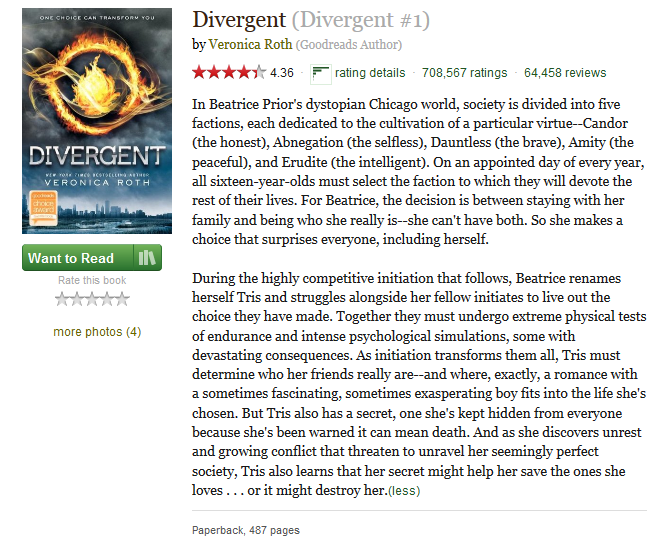 ONE CHOICE CAN TRANSFORM YOU
DIVERGENT
NEW YORK TIMES BESTSELLING AUTHOR
VERONICA ROTH
goodreads
choice
award
Want to Read
Rate this book
more photos (4)
Divergent (Divergent #1)
by Veronica Roth (Goodreads Author)
4.36 · rating details · 708,567 ratings · 64,458 reviews
In Beatrice Prior's dystopian Chicago world, society is divided into five
factions, each dedicated to the cultivation of a particular virtue--Candor
(the honest), Abnegation (the selfless), Dauntless (the brave), Amity (the
peaceful), and Erudite (the intelligent). On an appointed day of every year,
all sixteen-year-olds must select the faction to which they will devote the
rest of their lives. For Beatrice, the decision is between staying with her
family and being who she really is--she can't have both. So she makes a
choice that surprises everyone, including herself.
During the highly competitive initiation that follows, Beatrice renames
herself Tris and struggles alongside her fellow initiates to live out the
choice they have made. Together they must undergo extreme physical tests
of endurance and intense psychological simulations, some with
devastating consequences. As initiation transforms them all, Tris must
determine who her friends really are--and where, exactly, a romance with
a sometimes fascinating, sometimes exasperating boy fits into the life she's
chosen. But Tris also has a secret, one she's kept hidden from everyone
because she's been warned it can mean death. And as she discovers unrest
and growing conflict that threaten to unravel her seemingly perfect
society, Tris also learns that her secret might help her save the ones she
loves . . . or it might destroy her.(less)
Paperback, 487 pages